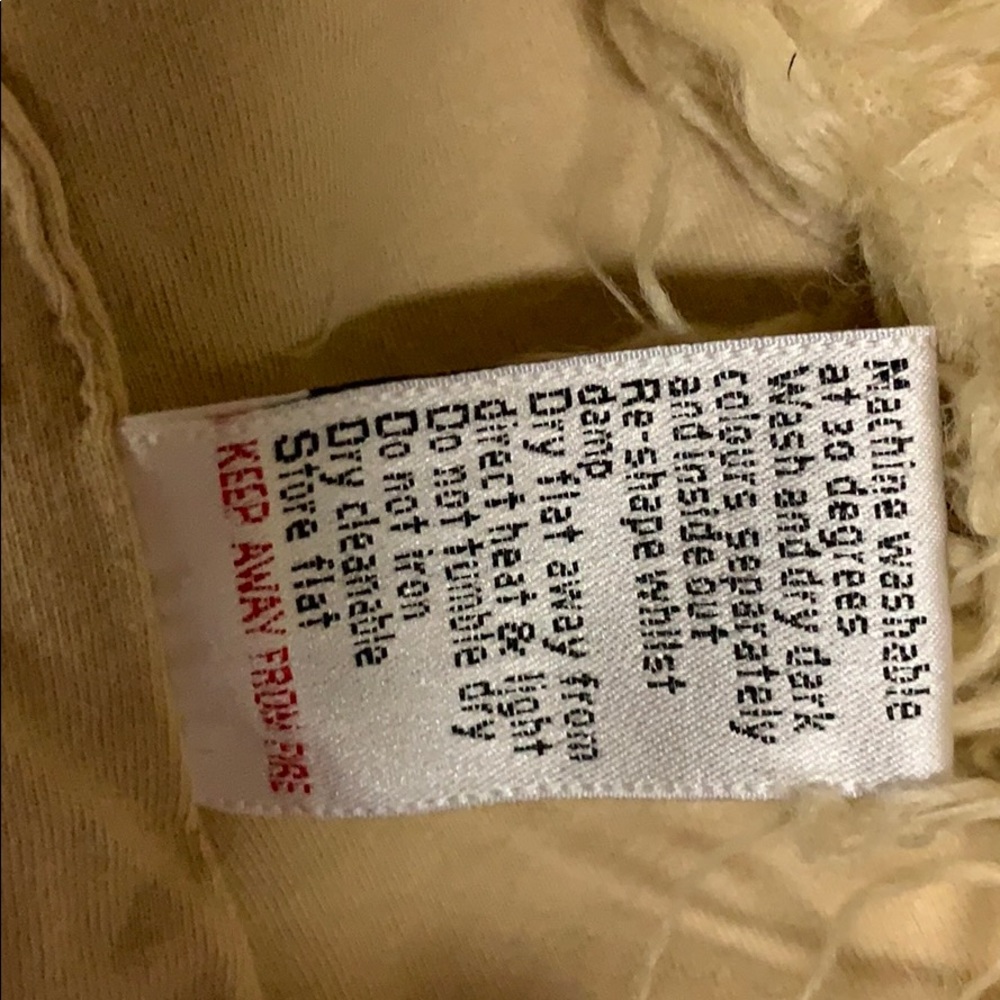 Machine washable
at 30 degrees
Wash and dry dark
colours separately
and inside out
Re-shape whilst
damp
Dry flat away from
direct heat & light
Do not tumble dry
Do not iron
Dry cleanable
Store flat
KEEP AWAY FROM FIRE